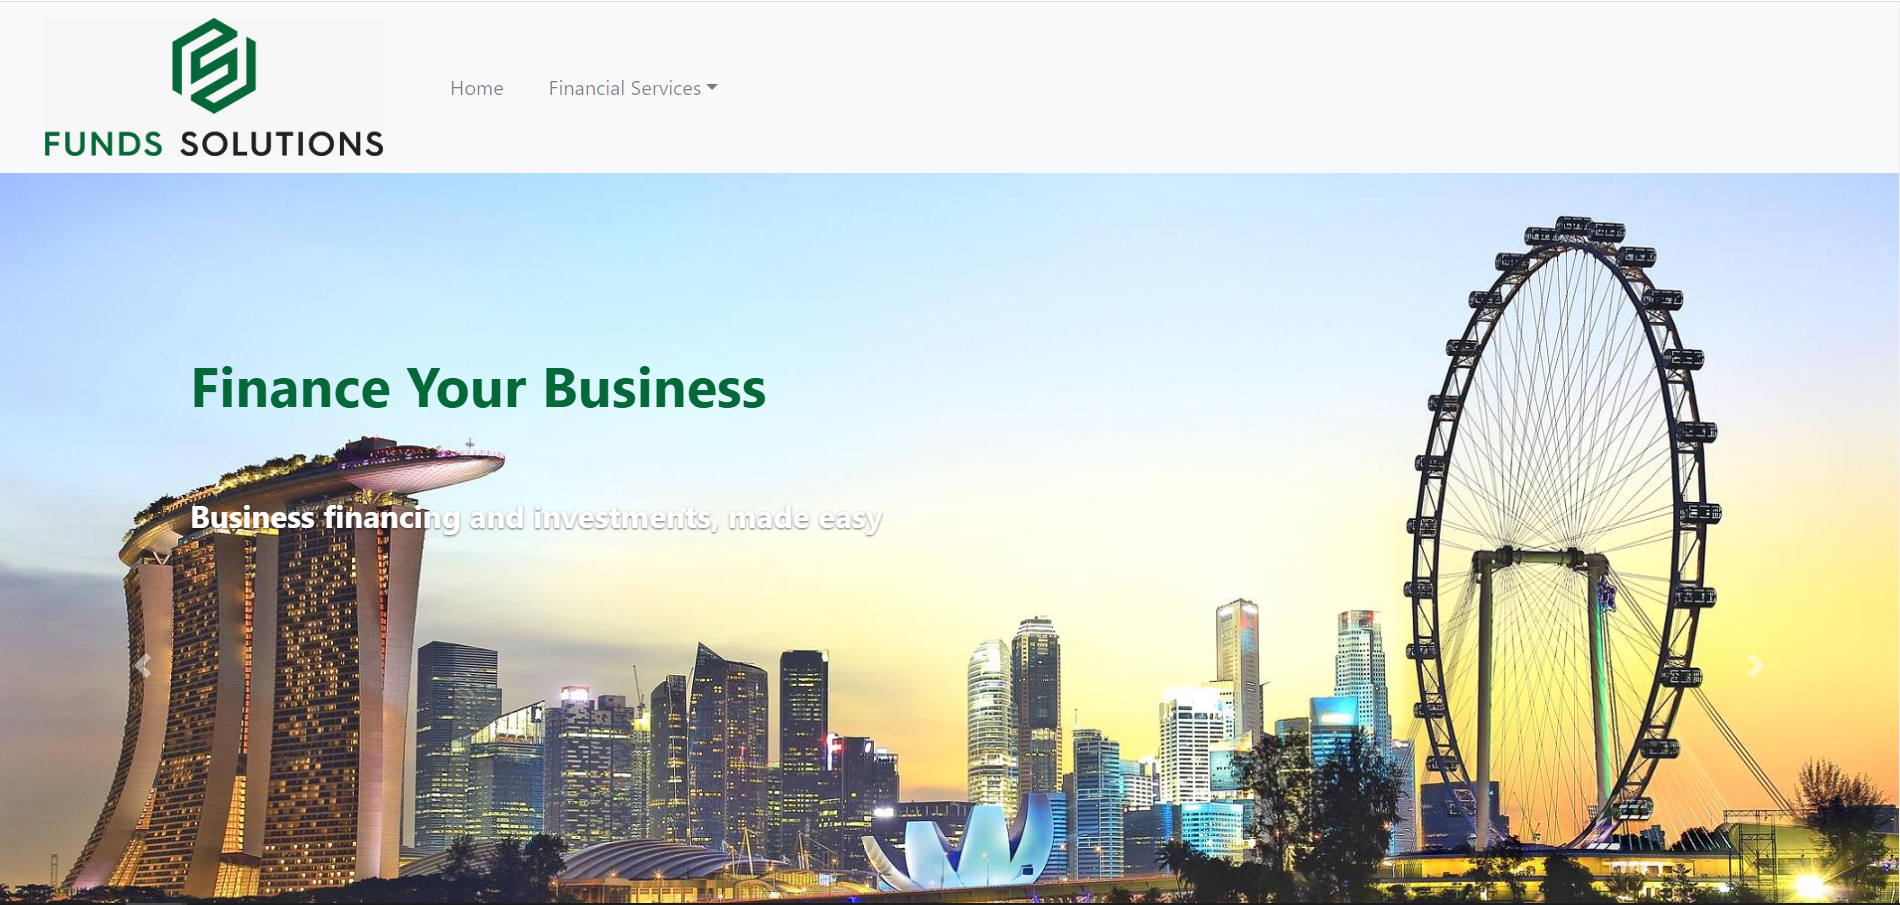 FUNDS SOLUTIONS
Home
Financial Services
Finance Your Business
Business financing and investments, made easy